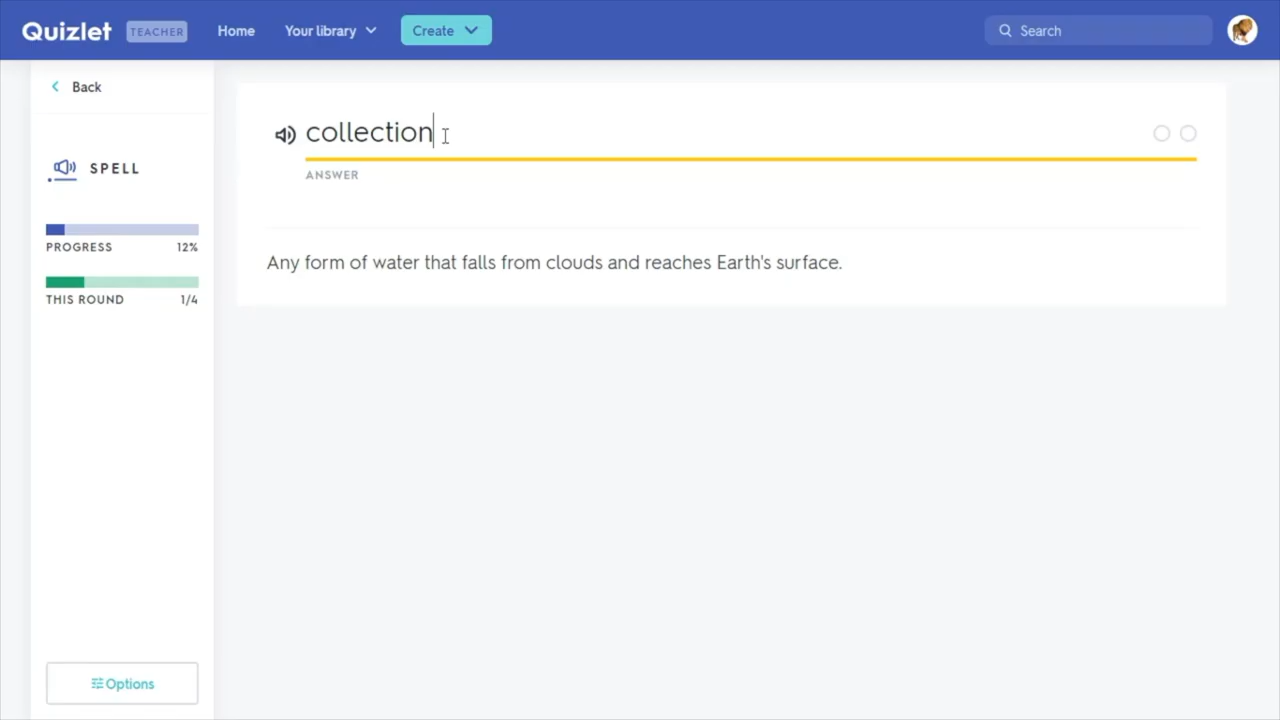 Quizlet TEACHER Home Your library Create Search
Back
SPELL
PROGRESS 12%
THIS ROUND 1/4
Options
collection
ANSWER
Any form of water that falls from clouds and reaches Earth's surface.